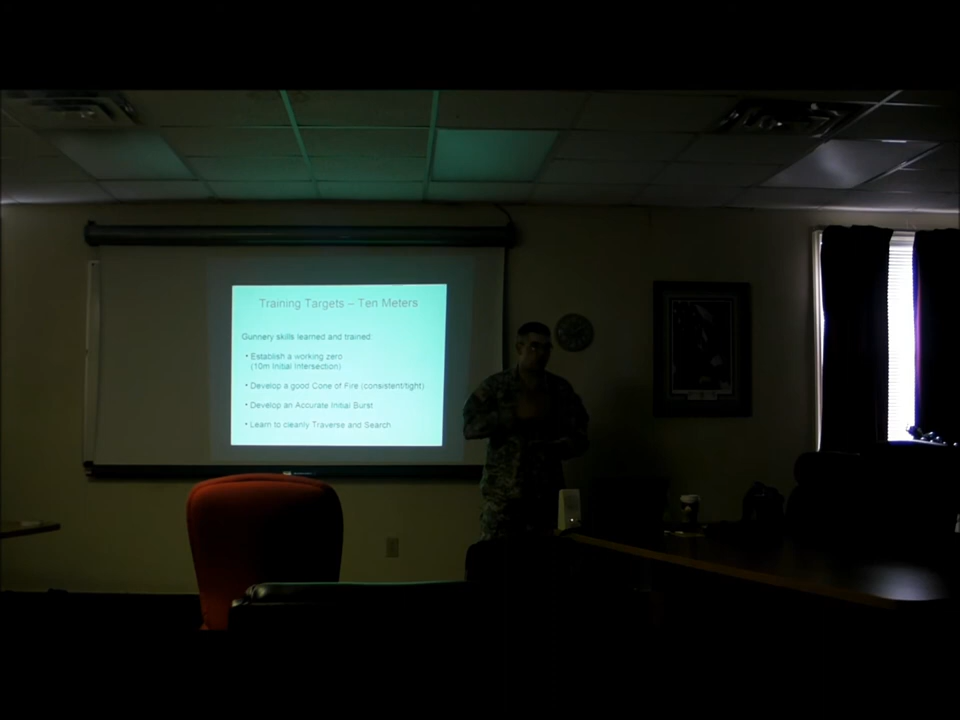 Training Targets – Ten Meters
Gunnery skills learned and trained:
• Establish a working zero
(10m Initial Intersection)
• Develop a good Cone of Fire (consistent/tight)
• Develop an Accurate Initial Burst
• Learn to cleanly Traverse and Search